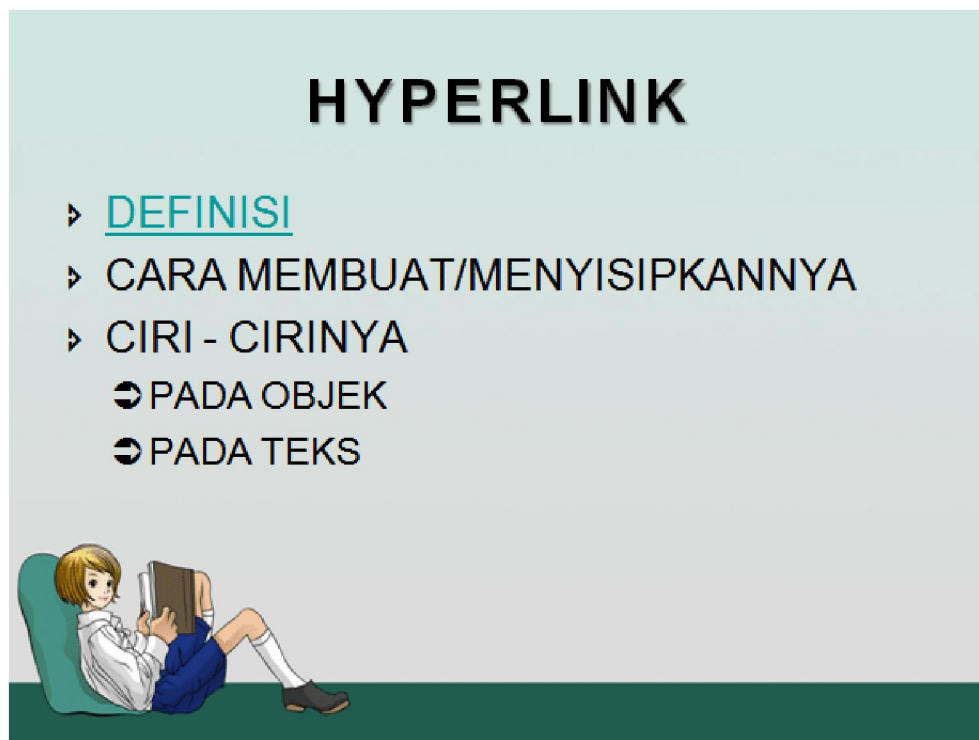 HYPERLINK
DEFINISI
CARA MEMBUAT/MENYISIPKANNYA
CIRI - CIRINYA
PADA OBJEK
PADA TEKS